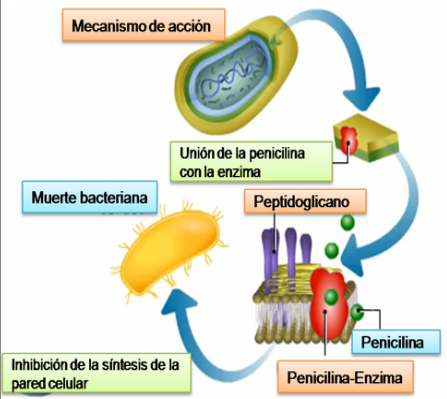 Mecanismo de acción
Unión de la penicilina
con la enzima
Muerte bacteriana
Peptidoglicano
Penicilina
Inhibición de la síntesis de la
pared celular
Penicilina-Enzima